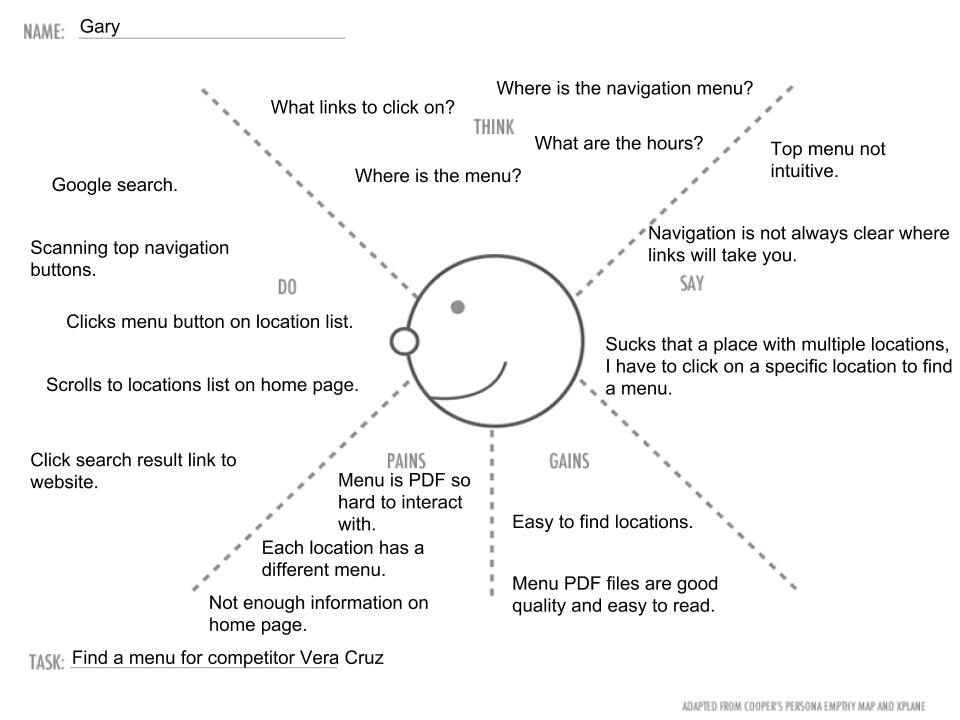 NAME: Gary
Where is the navigation menu?
What links to click on?
THINK
What are the hours?
Where is the menu?
Top menu not
intuitive.
Navigation is not always clear where
links will take you.
SAY
Sucks that a place with multiple locations,
I have to click on a specific location to find
a menu.
Google search.
Scanning top navigation
buttons.
DO
Clicks menu button on location list.
Scrolls to locations list on home page.
Click search result link to
website.
PAINS
Menu is PDF so
hard to interact
with.
Each location has a
different menu.
Not enough information on
home page.
GAINS
Easy to find locations.
Menu PDF files are good
quality and easy to read.
TASK: Find a menu for competitor Vera Cruz
ADAPTED FROM COOPER'S PERSONA EMPTHY MAP AND XPLANE